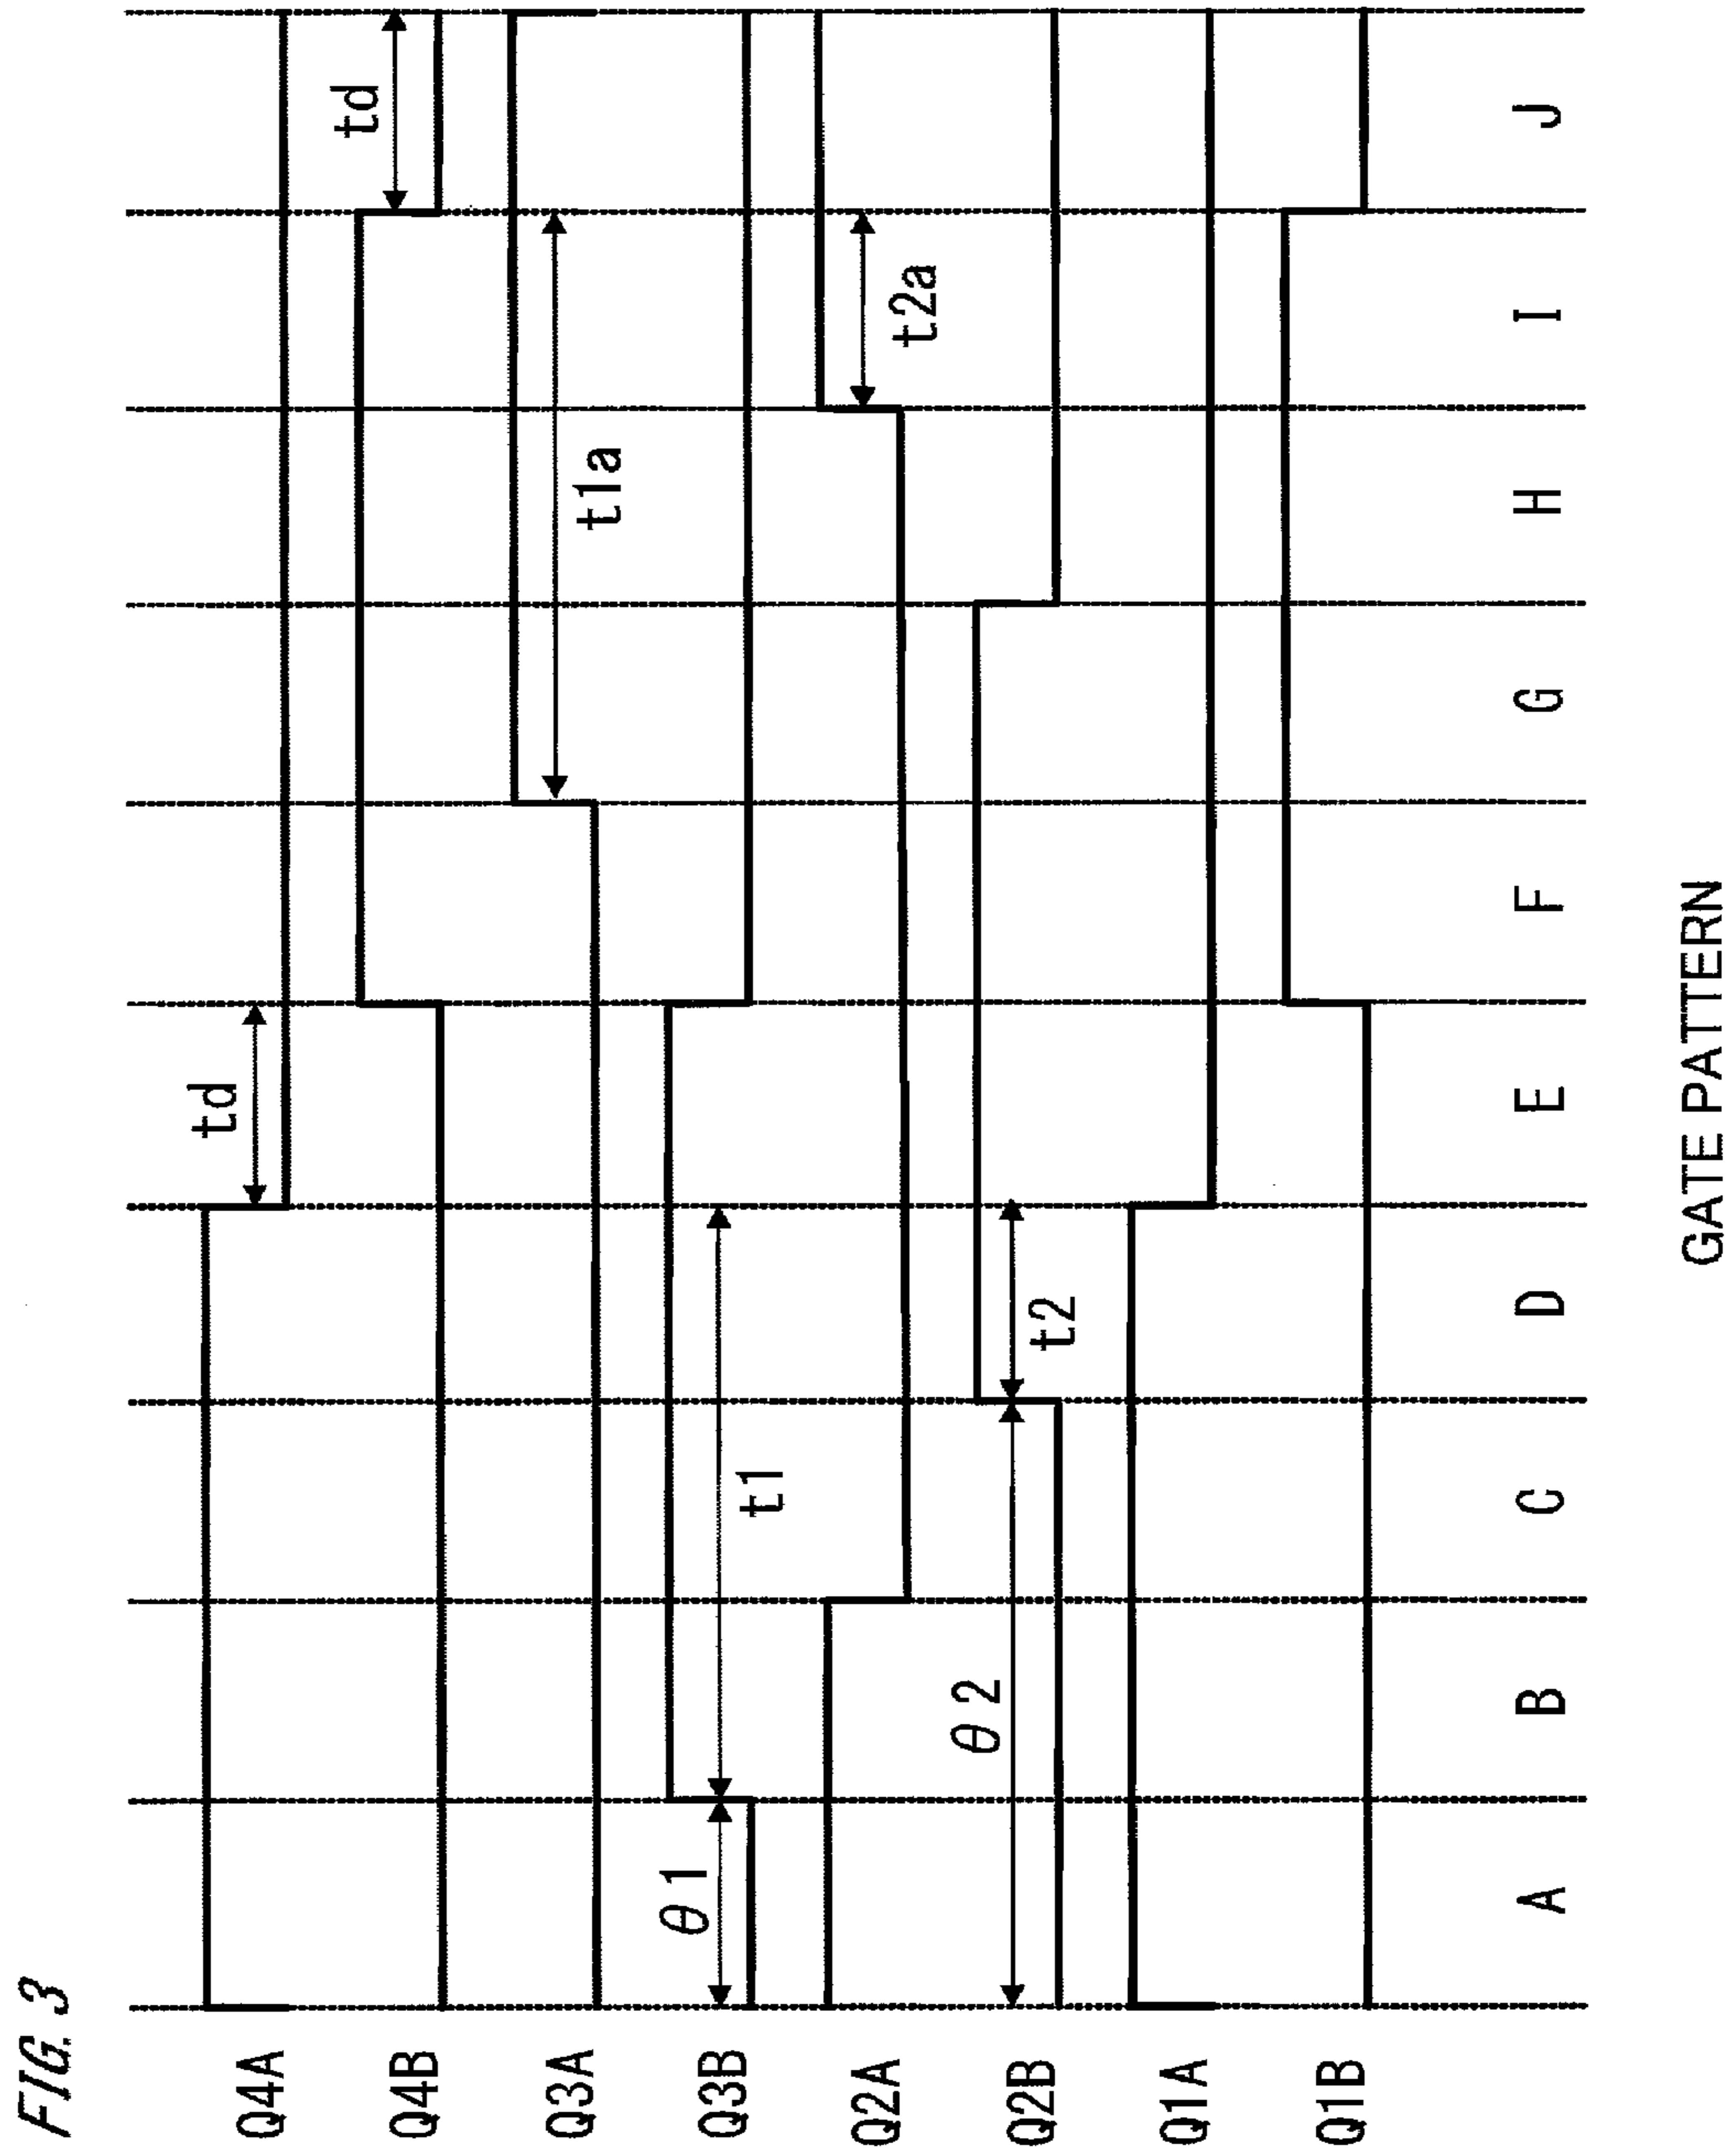 FIG. 3
Q4A
td
Q4B
td
Q3A
t1a
Q3B
θ1
t1
Q2A
t2a
Q2B
θ2
t2
Q1A
Q1B
A B C D E F G H I J
GATE PATTERN